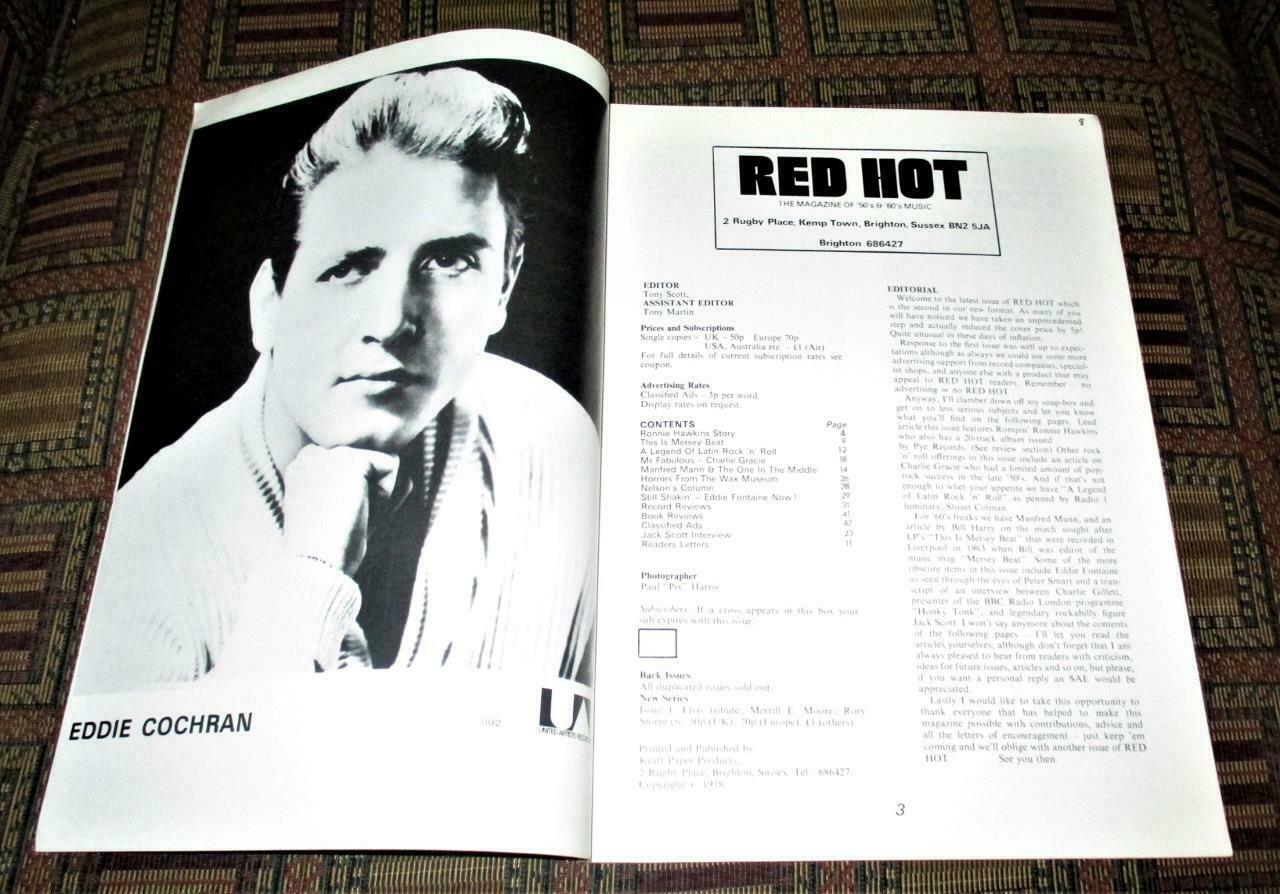 EDDIE COCHRAN
002
UA
UNITED ARTISTS RECORDS
8
RED HOT
THE MAGAZINE OF '50's & '60's MUSIC
2 Rugby Place, Kemp Town, Brighton, Sussex BN2 5JA
Brighton 686427
EDITOR
Tony Scott,
ASSISTANT EDITOR
Tony Martin
Prices and Subscriptions
Single copies:- UK - 50p Europe 70p
USA, Australia etc. - £1 (Air)
For full details of current subscription rates see
coupon.
Advertising Rates
Classified Ads - 3p per word.
Display rates on request.
CONTENTS Page
Ronnie Hawkins Story 4
This Is Mersey Beat 9
A Legend Of Latin Rock 'n' Roll 12
Mr Fabulous - Charlie Gracie 18
Manfred Mann & The One In The Middle 14
Horrors From The Wax Museum 26
Nelson's Column 28
Still Shakin' - Eddie Fontaine Now! 29
Record Reviews 31
Book Reviews 41
Classified Ads 42
Jack Scott Interview 23
Readers Letters 11
Photographer
Paul "Pix" Harris
Subscribers: If a cross appears in this box your
sub expires with this issue.
Back Issues
All duplicated issues sold out.
New Series
Issue 1. Elvis tribute; Merrill E. Moore; Rory
Storm etc. 50p (UK); 70p (Europe); £1 (others).
Printed and Published by
Kraft Paper Products,
2 Rugby Place, Brighton, Sussex. Tel.: 686427.
Copyright © 1978
EDITORIAL
Welcome to the latest issue of RED HOT which
is the second in our new format. As many of you
will have noticed we have taken an unprecedented
step and actually reduced the cover price by 5p!
Quite unusual in these days of inflation.
Response to the first issue was well up to expec-
tations although as always we could use some more
advertising support from record companies, special-
ist shops, and anyone else with a product that may
appeal to RED HOT readers. Remember - no
advertising = no RED HOT . . .
Anyway, I'll clamber down off my soap-box and
get on to less serious subjects and let you know
what you'll find on the following pages. Lead
article this issue features Rompin' Ronnie Hawkins
who also has a 20-track album issued
by Pye Records. (See review section) Other rock
'n' roll offerings in this issue include an article on
Charlie Gracie who had a limited amount of pop/
rock success in the late '50's. And if that's not
enough to whet your appetite we have "A Legend
of Latin Rock 'n' Roll" as penned by Radio 1
luminary, Stuart Colman.
For '60's freaks we have Manfred Mann, and an
article by Bill Harry on the much sought after
LP's "This Is Mersey Beat" that were recorded in
Liverpool in 1963 when Bill was editor of the
music mag "Mersey Beat". Some of the more
obscure items in this issue include Eddie Fontaine
as seen through the eyes of Peter Smart and a tran-
script of an interview between Charlie Gillett,
presenter of the BBC Radio London programme
"Honky Tonk", and legendary rockabilly figure
Jack Scott. I won't say anymore about the contents
of the following pages - I'll let you read the
articles yourselves, although don't forget that I am
always pleased to hear from readers with criticism,
ideas for future issues, articles and so on, but please,
if you want a personal reply an SAE would be
appreciated.
Lastly I would like to take this opportunity to
thank everyone that has helped to make this
magazine possible with contributions, advice and
all the letters of encouragement - just keep 'em
coming and we'll oblige with another issue of RED
HOT. See you then.
3